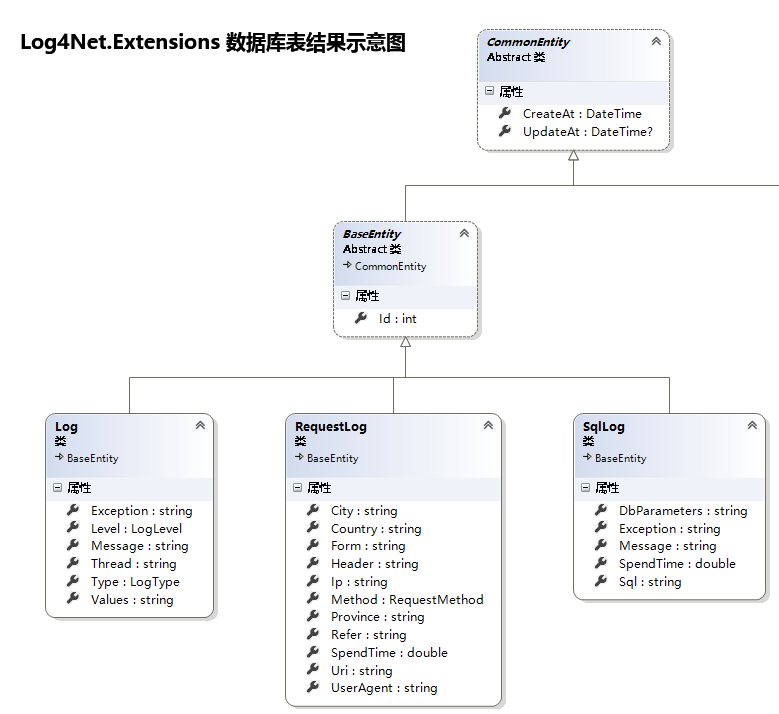 Log4Net.Extensions 数据库表结果示意图
CommonEntity
Abstract 类
属性
CreateAt : DateTime
UpdateAt : DateTime?
BaseEntity
Abstract 类
CommonEntity
属性
Id : int
Log
类
BaseEntity
属性
Exception : string
Level : LogLevel
Message : string
Thread : string
Type : LogType
Values : string
RequestLog
类
BaseEntity
属性
City : string
Country : string
Form : string
Header : string
Ip : string
Method : RequestMethod
Province : string
Refer : string
SpendTime : double
Uri : string
UserAgent : string
SqlLog
类
BaseEntity
属性
DbParameters : string
Exception : string
Message : string
SpendTime : double
Sql : string